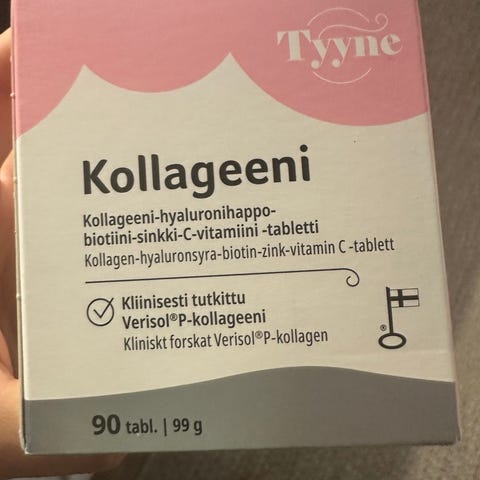 Tyyne
Kollageeni
Kollageeni-hyaluronihappo-
biotiini-sinkki-C-vitamiini -tabletti
Kollagen-hyaluronsyra-biotin-zink-vitamin C -tablett
Kliinisesti tutkittu
Verisol®P-kollageeni
Kliniskt forskat Verisol®P-kollagen
®
90 tabl. | 99 g